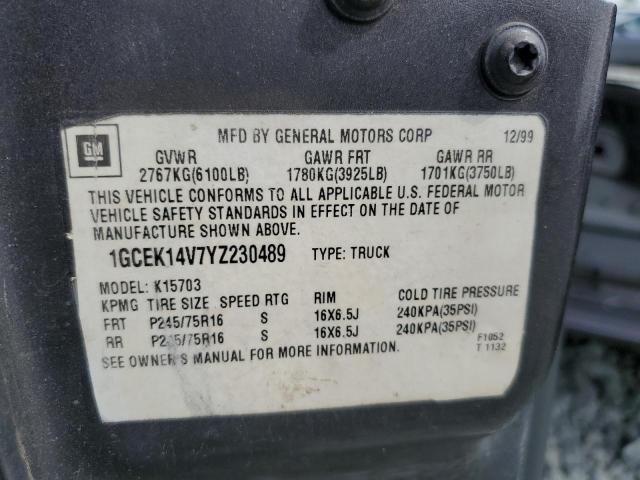 GM
MFD BY GENERAL MOTORS CORP 12/99
GVWR GAWR FRT GAWR RR
2767KG(6100LB) 1780KG(3925LB) 1701KG(3750LB)
THIS VEHICLE CONFORMS TO ALL APPLICABLE U.S. FEDERAL MOTOR
VEHICLE SAFETY STANDARDS IN EFFECT ON THE DATE OF
MANUFACTURE SHOWN ABOVE.
1GCEK14V7YZ230489 TYPE: TRUCK
MODEL: K15703
KPMG TIRE SIZE SPEED RTG RIM COLD TIRE PRESSURE
FRT P245/75R16 S 16X6.5J 240KPA(35PSI)
RR P245/75R16 S 16X6.5J 240KPA(35PSI)
SEE OWNER'S MANUAL FOR MORE INFORMATION.
F1052
T 1132